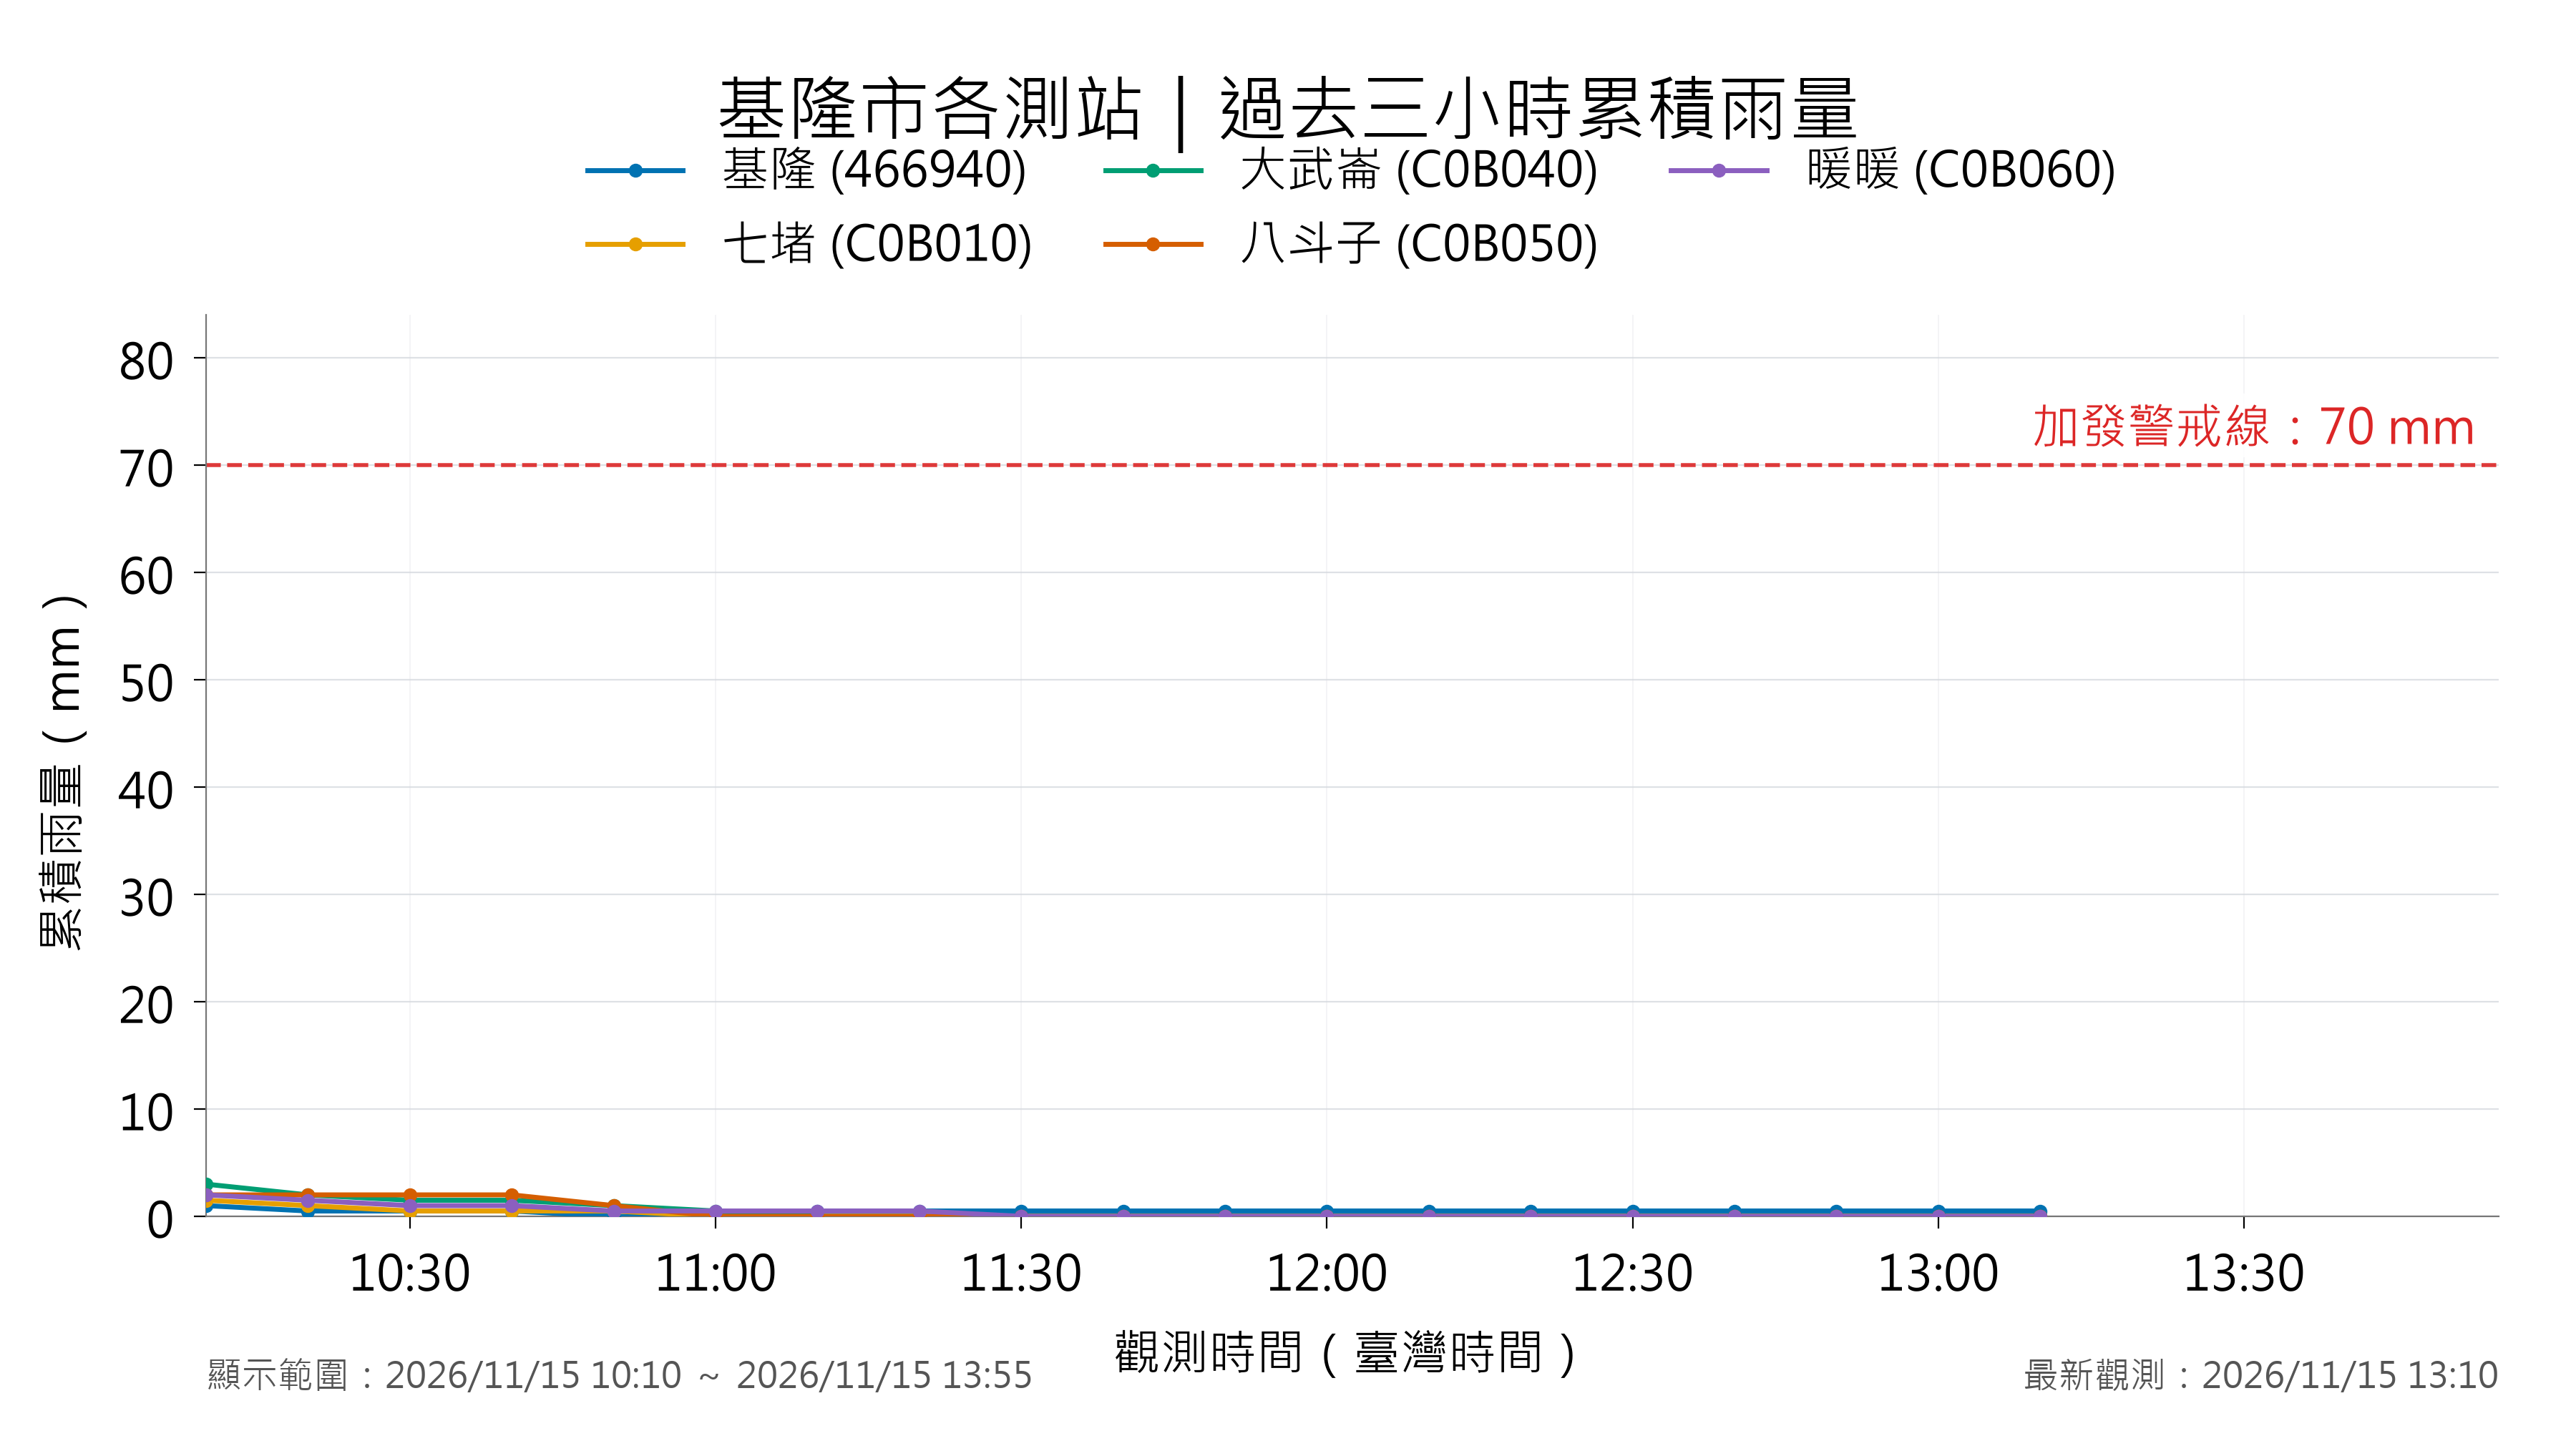 基隆市各測站｜過去三小時累積雨量
基隆 (466940)
大武崙 (C0B040)
暖暖 (C0B060)
七堵 (C0B010)
八斗子 (C0B050)
加發警戒線：70 mm
累積雨量（mm）
80
70
60
50
40
30
20
10
0
10:30
11:00
11:30
12:00
12:30
13:00
13:30
觀測時間（臺灣時間）
顯示範圍：2026/11/15 10:10 ~ 2026/11/15 13:55
最新觀測：2026/11/15 13:10